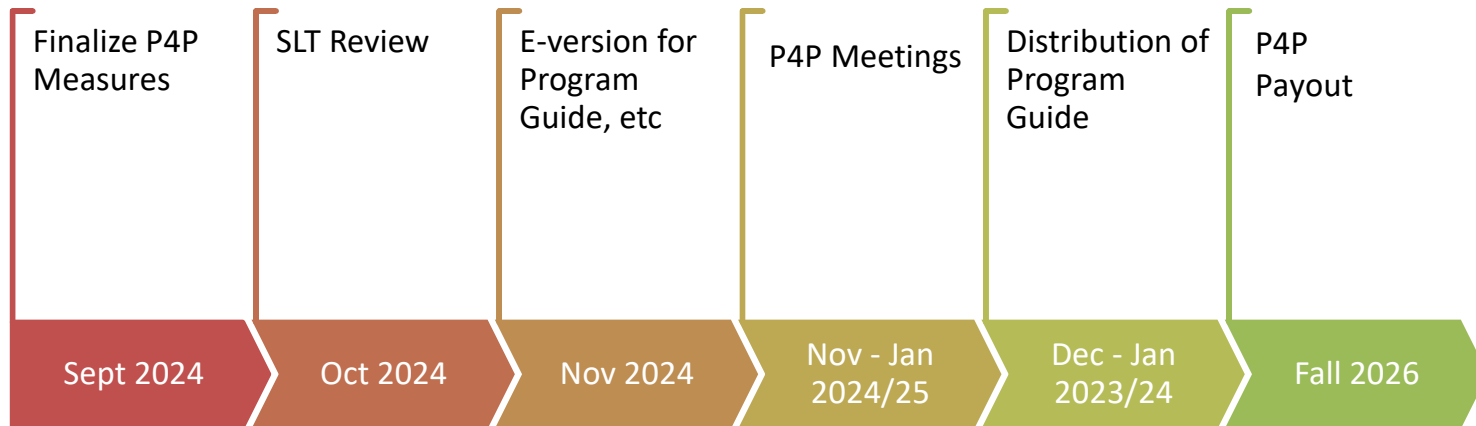 Finalize P4P
Measures
SLT Review
E-version for
Program
Guide, etc
P4P Meetings
Distribution of
Program
Guide
P4P
Payout
Sept 2024
Oct 2024
Nov 2024
Nov - Jan
2024/25
Dec - Jan
2023/24
Fall 2026